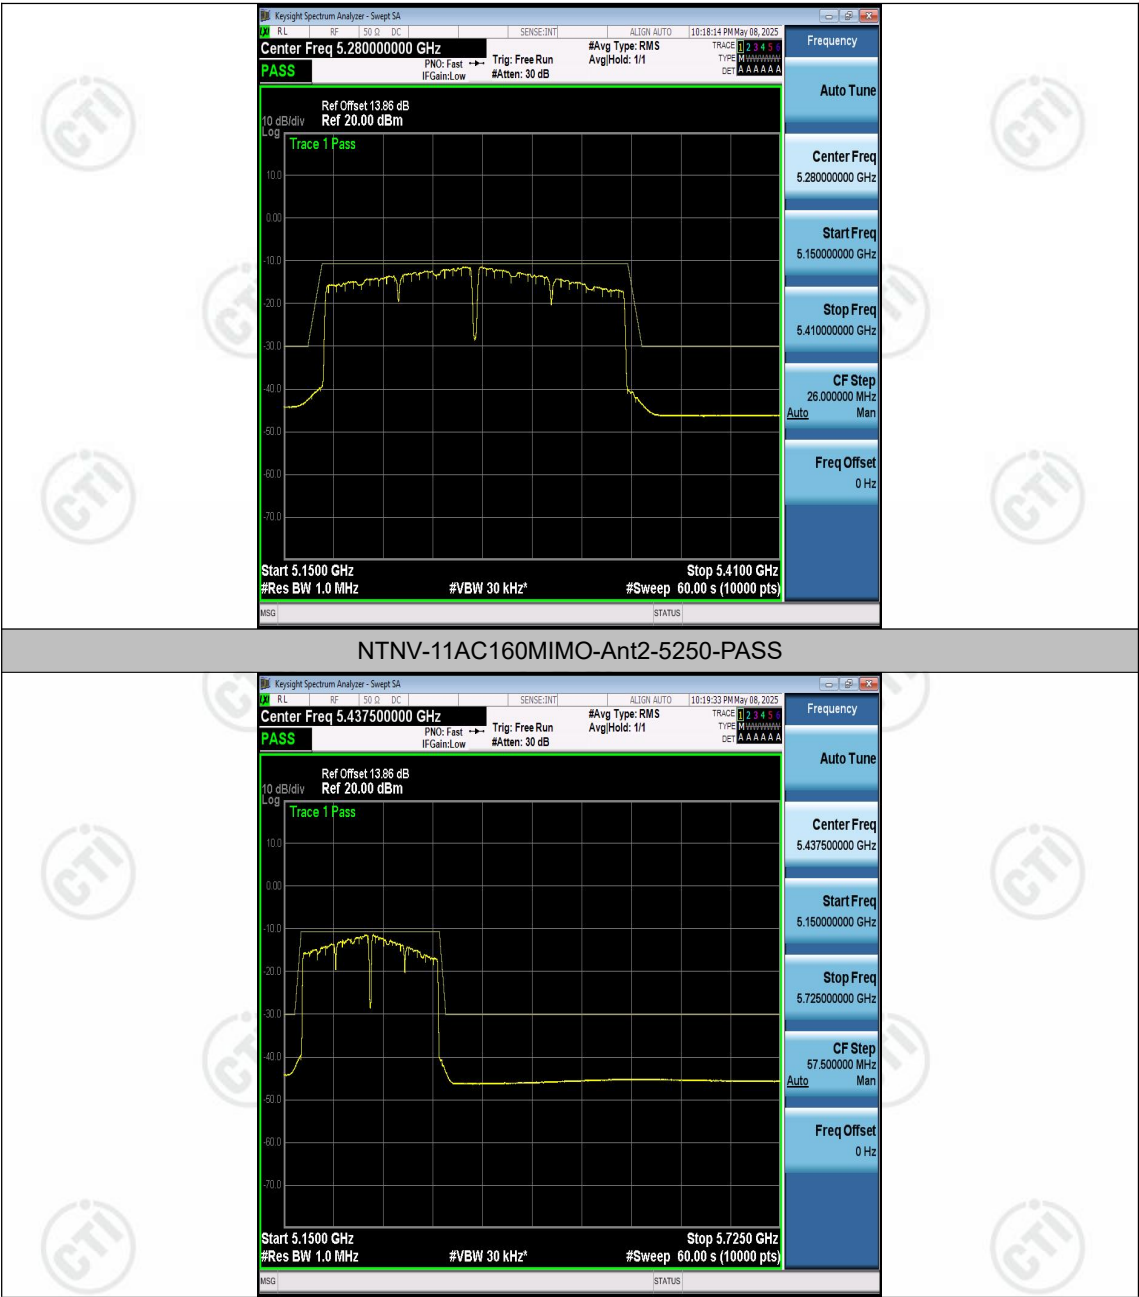 Keysight Spectrum Analyzer - Swept SA
RL RF 50 Ω DC SENSE:INT ALIGN AUTO 10:18:14 PM May 08, 2025
Center Freq 5.280000000 GHz #Avg Type: RMS TRACE 1 2 3 4 5 6
PNO: Fast Trig: Free Run Avg|Hold: 1/1 TYPE M WWWWW
PASS IFGain:Low #Atten: 30 dB DET A A A A A A
Frequency
Auto Tune
Ref Offset 13.86 dB
10 dB/div Ref 20.00 dBm
Log
Trace 1 Pass
10.0
0.00
-10.0
-20.0
-30.0
-40.0
-50.0
-60.0
-70.0
Center Freq
5.280000000 GHz
Start Freq
5.150000000 GHz
Stop Freq
5.410000000 GHz
CF Step
26.000000 MHz
Auto Man
Freq Offset
0 Hz
Start 5.1500 GHz Stop 5.4100 GHz
#Res BW 1.0 MHz #VBW 30 kHz* #Sweep 60.00 s (10000 pts)
MSG STATUS
NTNV-11AC160MIMO-Ant2-5250-PASS
Keysight Spectrum Analyzer - Swept SA
RL RF 50 Ω DC SENSE:INT ALIGN AUTO 10:19:33 PM May 08, 2025
Center Freq 5.437500000 GHz #Avg Type: RMS TRACE 1 2 3 4 5 6
PNO: Fast Trig: Free Run Avg|Hold: 1/1 TYPE M WWWWW
PASS IFGain:Low #Atten: 30 dB DET A A A A A A
Frequency
Auto Tune
Ref Offset 13.86 dB
10 dB/div Ref 20.00 dBm
Log
Trace 1 Pass
10.0
0.00
-10.0
-20.0
-30.0
-40.0
-50.0
-60.0
-70.0
Center Freq
5.437500000 GHz
Start Freq
5.150000000 GHz
Stop Freq
5.725000000 GHz
CF Step
57.500000 MHz
Auto Man
Freq Offset
0 Hz
Start 5.1500 GHz Stop 5.7250 GHz
#Res BW 1.0 MHz #VBW 30 kHz* #Sweep 60.00 s (10000 pts)
MSG STATUS
CTI
CTI
CTI
CTI
CTI
CTI
CTI
CTI
CTI
CTI